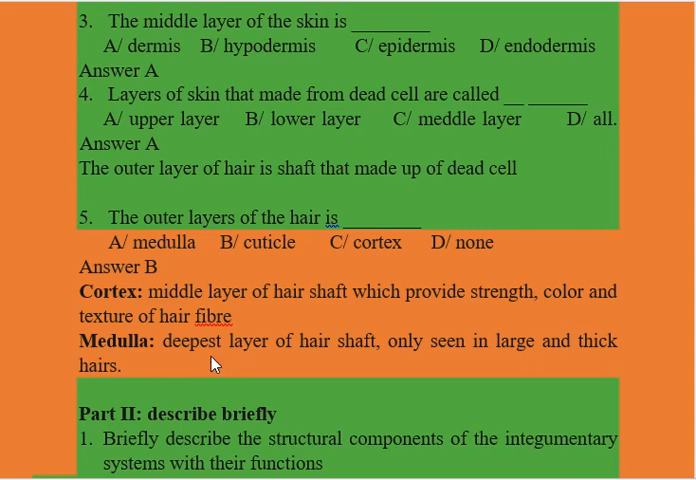 3. The middle layer of the skin is ________
A/ dermis B/ hypodermis C/ epidermis D/ endodermis
Answer A
4. Layers of skin that made from dead cell are called __ ______
A/ upper layer B/ lower layer C/ meddle layer D/ all.
Answer A
The outer layer of hair is shaft that made up of dead cell
5. The outer layers of the hair is ________
A/ medulla B/ cuticle C/ cortex D/ none
Answer B
Cortex: middle layer of hair shaft which provide strength, color and
texture of hair fibre
Medulla: deepest layer of hair shaft, only seen in large and thick
hairs.
Part II: describe briefly
1. Briefly describe the structural components of the integumentary
systems with their functions